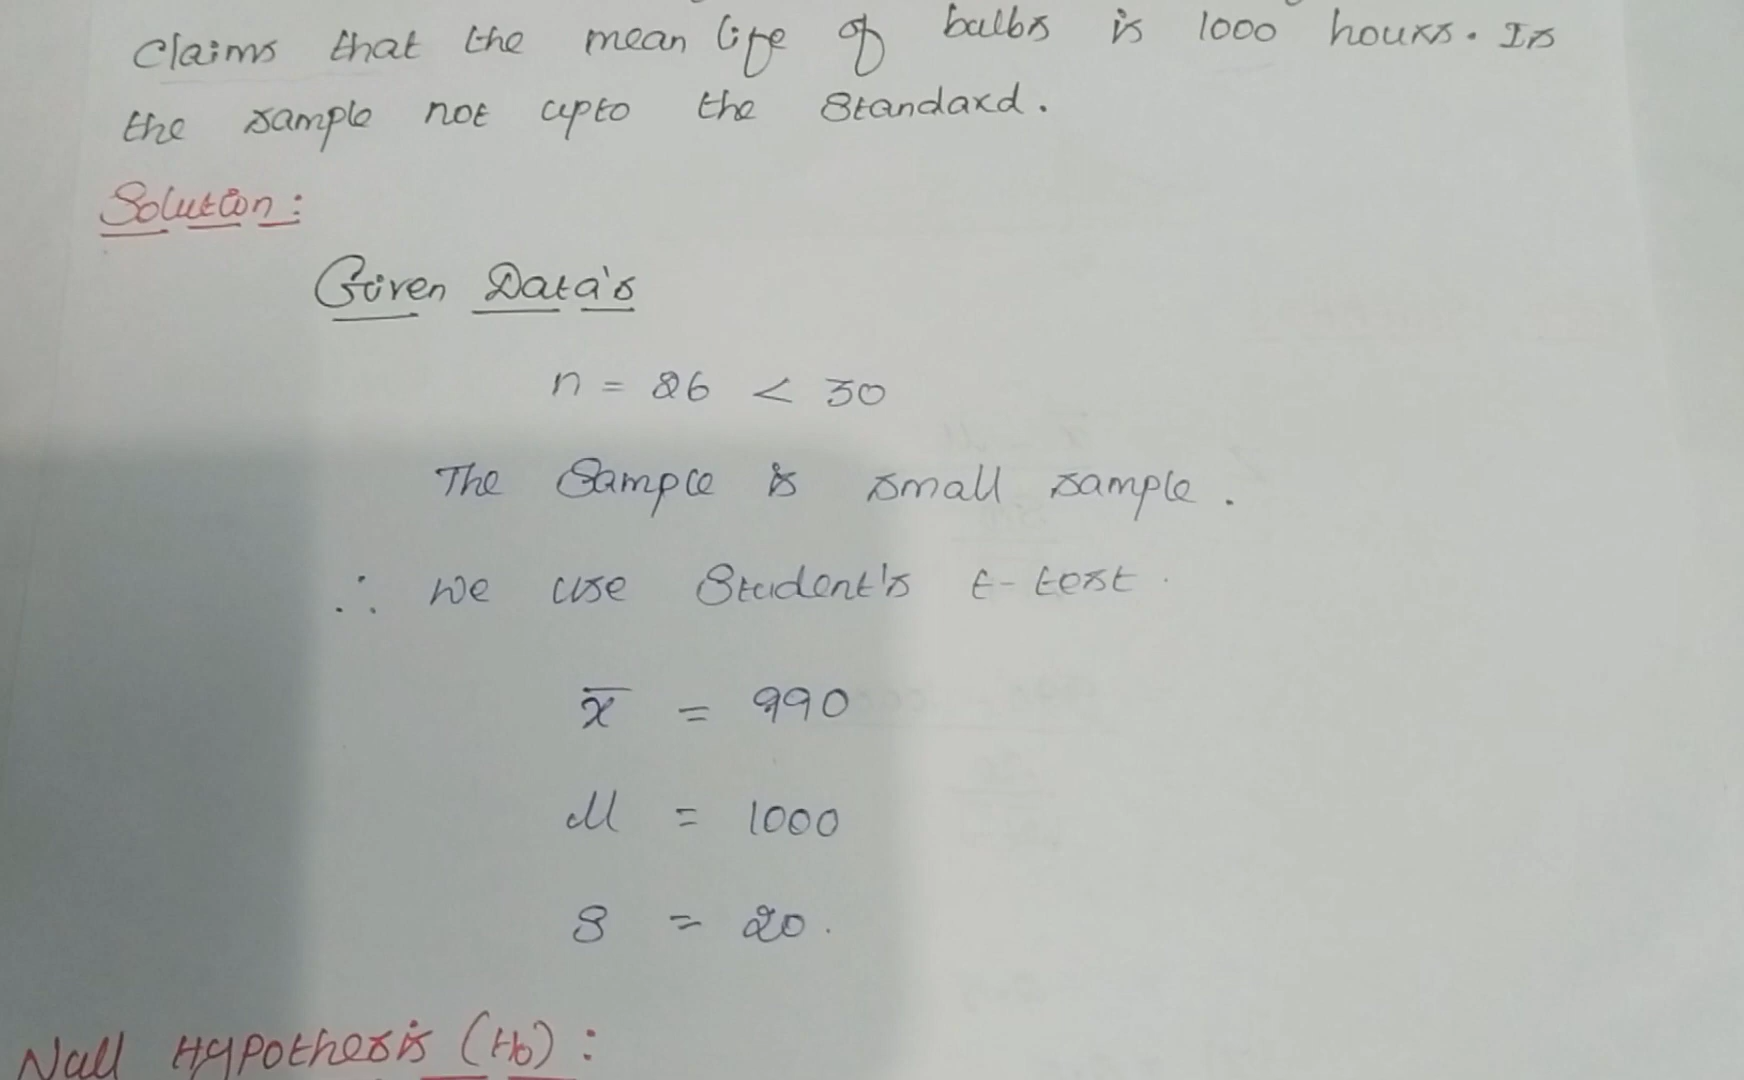 Claims that the mean life of bulbs is 1000 hours. Is
the sample not upto the Standard.
Solution:
Given Data's
n = 26 < 30
The Sample is small sample.
∴ we use Student's t-test.
x̄ = 990
μ = 1000
S = 20.
Null Hypothesis (H₀):